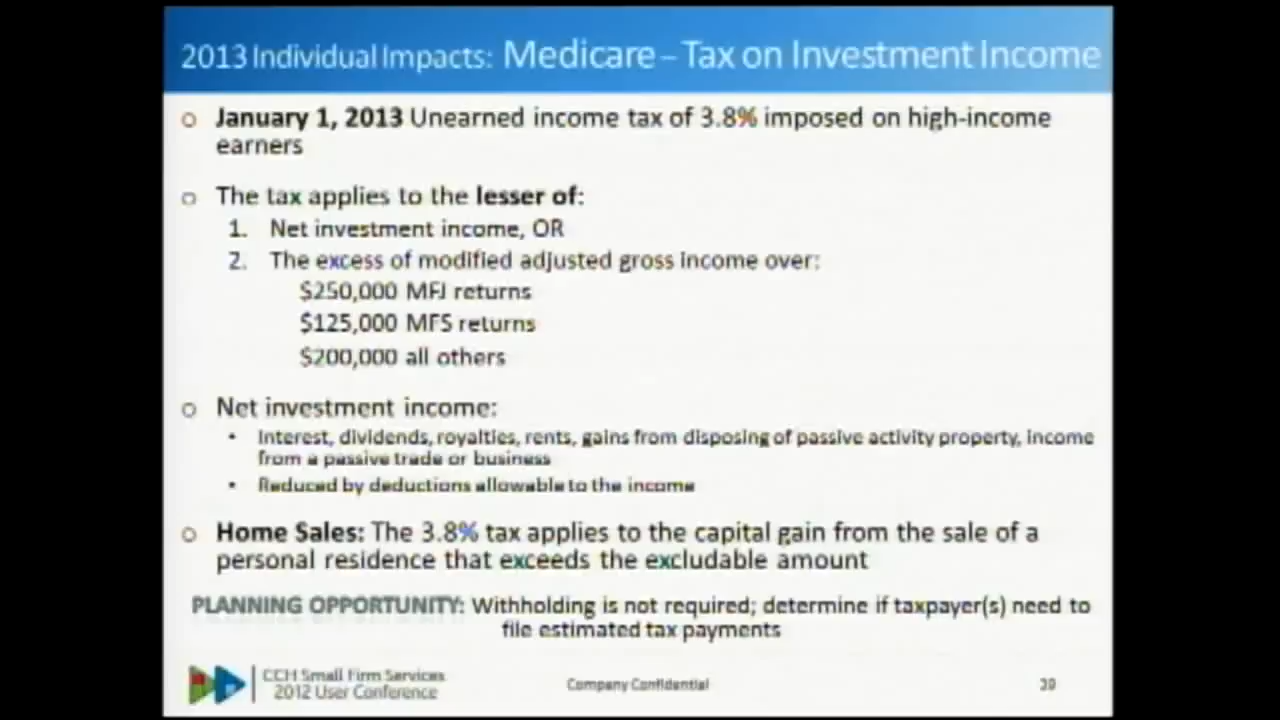 2013 Individual Impacts: Medicare – Tax on Investment Income
o January 1, 2013 Unearned income tax of 3.8% imposed on high-income
earners
o The tax applies to the lesser of:
1. Net investment income, OR
2. The excess of modified adjusted gross income over:
$250,000 MFJ returns
$125,000 MFS returns
$200,000 all others
o Net investment income:
• Interest, dividends, royalties, rents, gains from disposing of passive activity property, income
from a passive trade or business
• Reduced by deductions allowable to the income
o Home Sales: The 3.8% tax applies to the capital gain from the sale of a
personal residence that exceeds the excludable amount
PLANNING OPPORTUNITY: Withholding is not required; determine if taxpayer(s) need to
file estimated tax payments
CCH Small Firm Services
2012 User Conference
Company Confidential